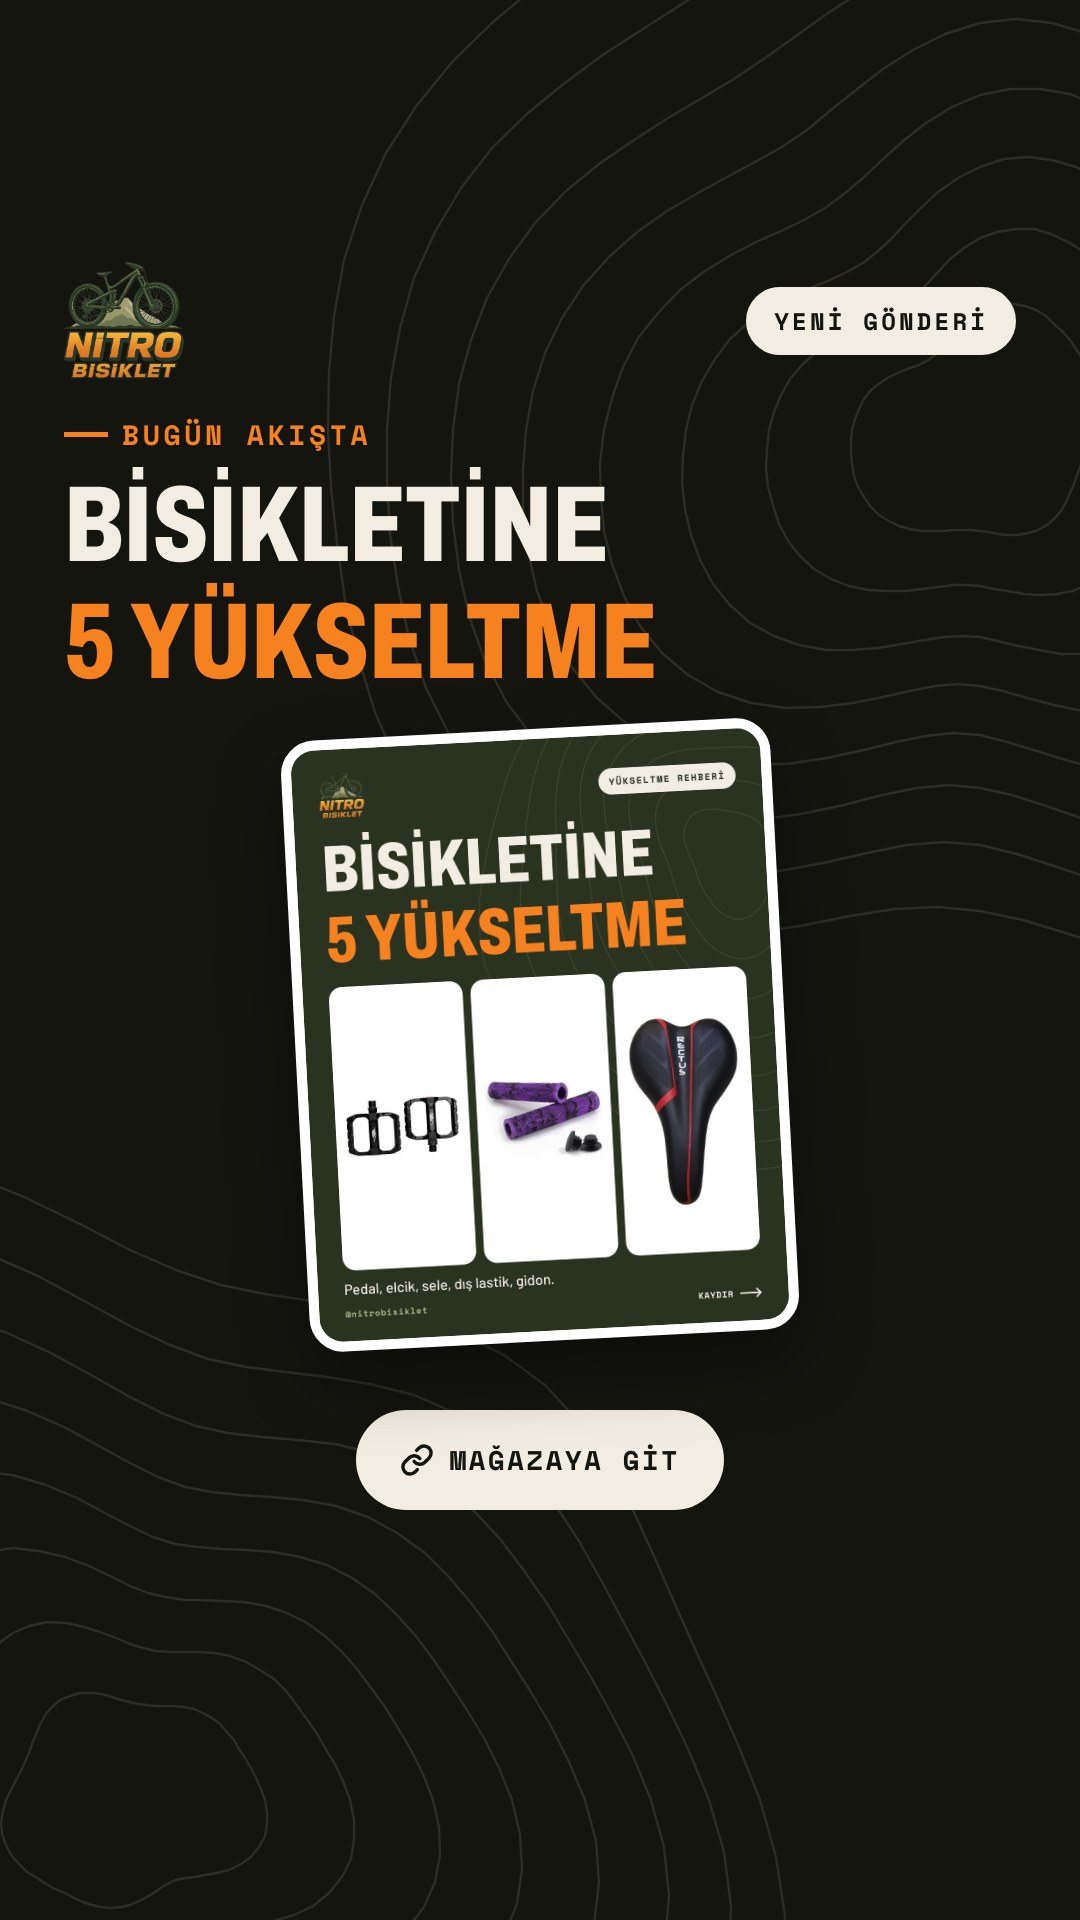 NiTRO
BiSiKLET
YENİ GÖNDERİ
BUGÜN AKIŞTA
BİSİKLETİNE
5 YÜKSELTME
NITRO
BISIKLET
YÜKSELTME REHBERİ
BİSİKLETİNE
5 YÜKSELTME
RECTUS
Pedal, elcik, sele, dış lastik, gidon.
@nitrobisiklet
KAYDIR
MAĞAZAYA GİT